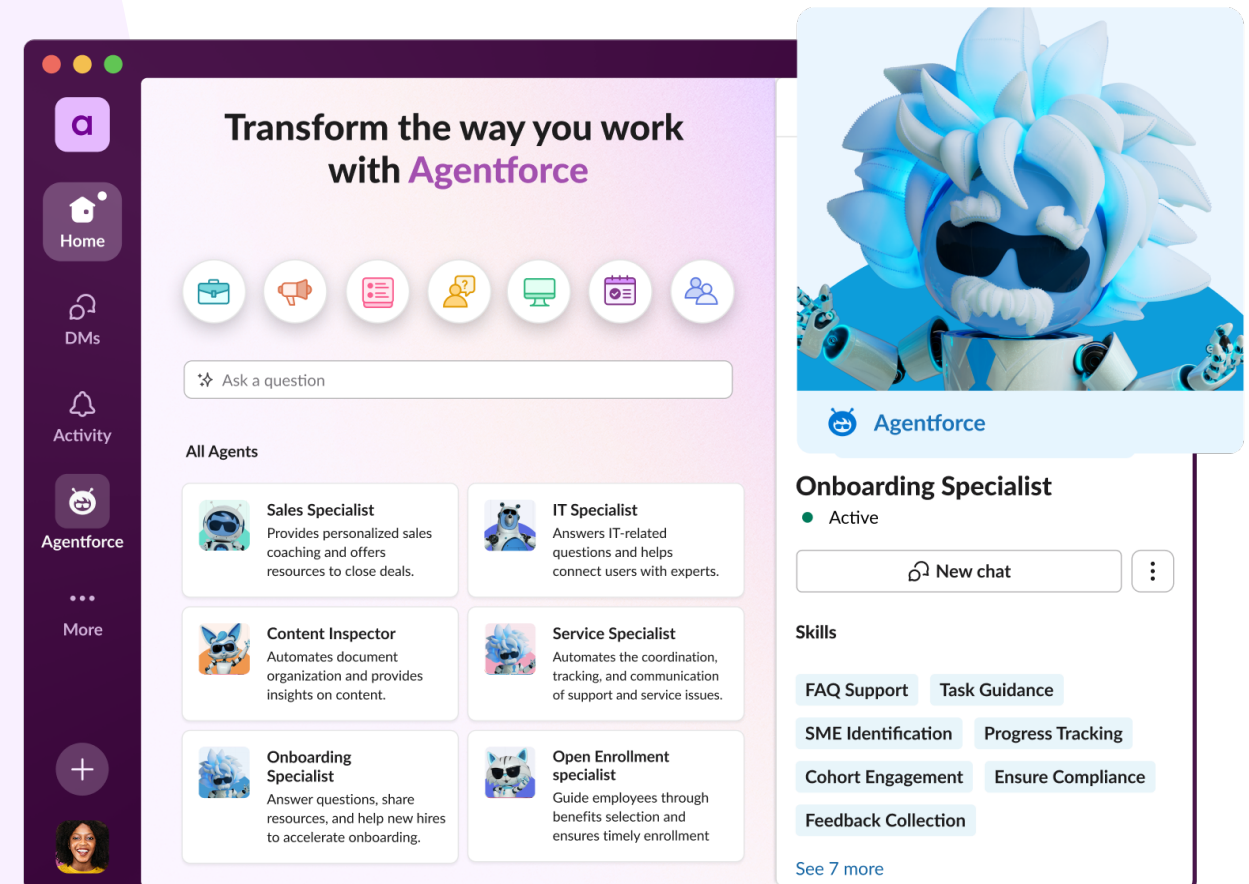 a
Home
DMs
Activity
Agentforce
More
Transform the way you work
with Agentforce
?
Ask a question
All Agents
Sales Specialist
Provides personalized sales
coaching and offers
resources to close deals.
IT Specialist
Answers IT-related
questions and helps
connect users with experts.
Content Inspector
Automates document
organization and provides
insights on content.
Service Specialist
Automates the coordination,
tracking, and communication
of support and service issues.
Onboarding
Specialist
Answer questions, share
resources, and help new hires
to accelerate onboarding.
Open Enrollment
specialist
Guide employees through
benefits selection and
ensures timely enrollment
Agentforce
Onboarding Specialist
Active
New chat
Skills
FAQ Support
Task Guidance
SME Identification
Progress Tracking
Cohort Engagement
Ensure Compliance
Feedback Collection
See 7 more